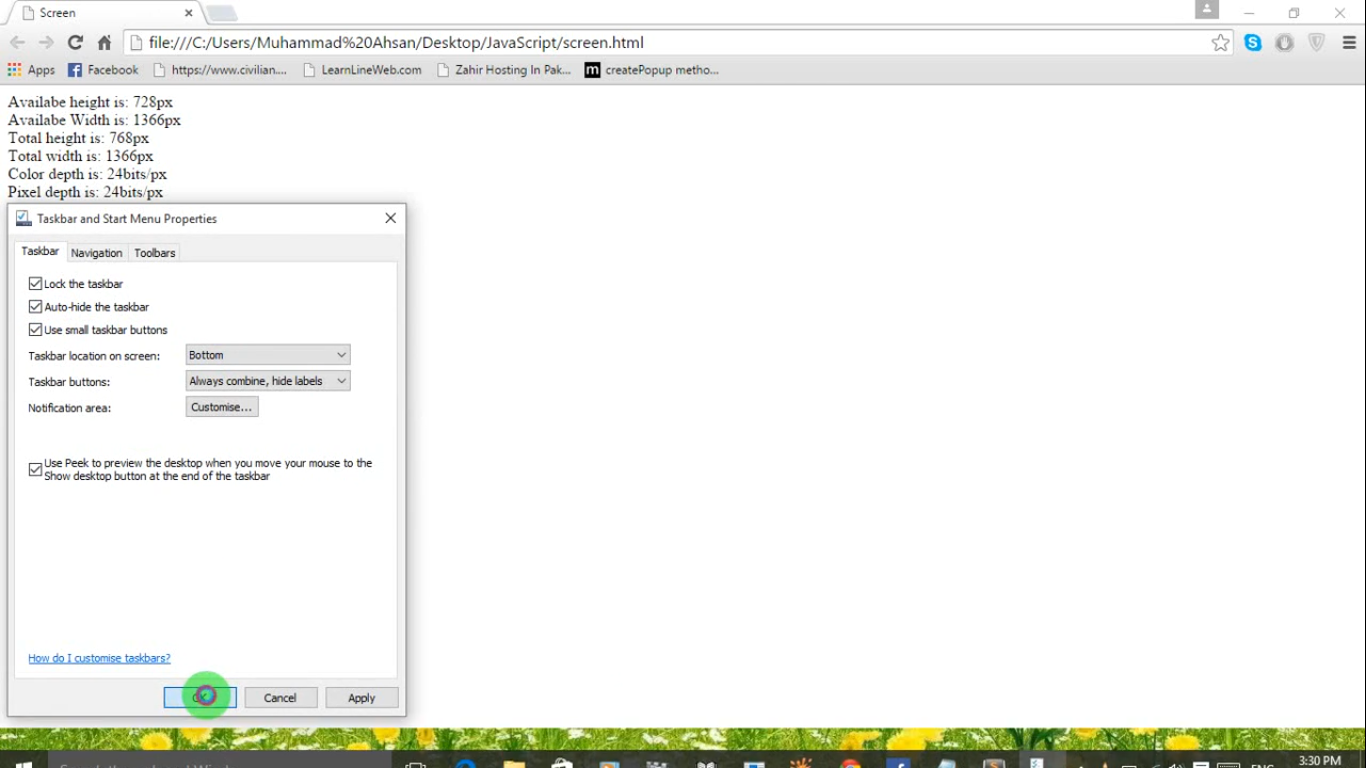 Screen
file:///C:/Users/Muhammad%20Ahsan/Desktop/JavaScript/screen.html
Apps Facebook https://www.civilian.... LearnLineWeb.com Zahir Hosting In Pak... m createPopup metho...
Availabe height is: 728px
Availabe Width is: 1366px
Total height is: 768px
Total width is: 1366px
Color depth is: 24bits/px
Pixel depth is: 24bits/px
Taskbar and Start Menu Properties
Taskbar Navigation Toolbars
Lock the taskbar
Auto-hide the taskbar
Use small taskbar buttons
Taskbar location on screen: Bottom
Taskbar buttons: Always combine, hide labels
Notification area: Customise...
Use Peek to preview the desktop when you move your mouse to the
Show desktop button at the end of the taskbar
How do I customise taskbars?
Cancel Apply
ENG 3:30 PM